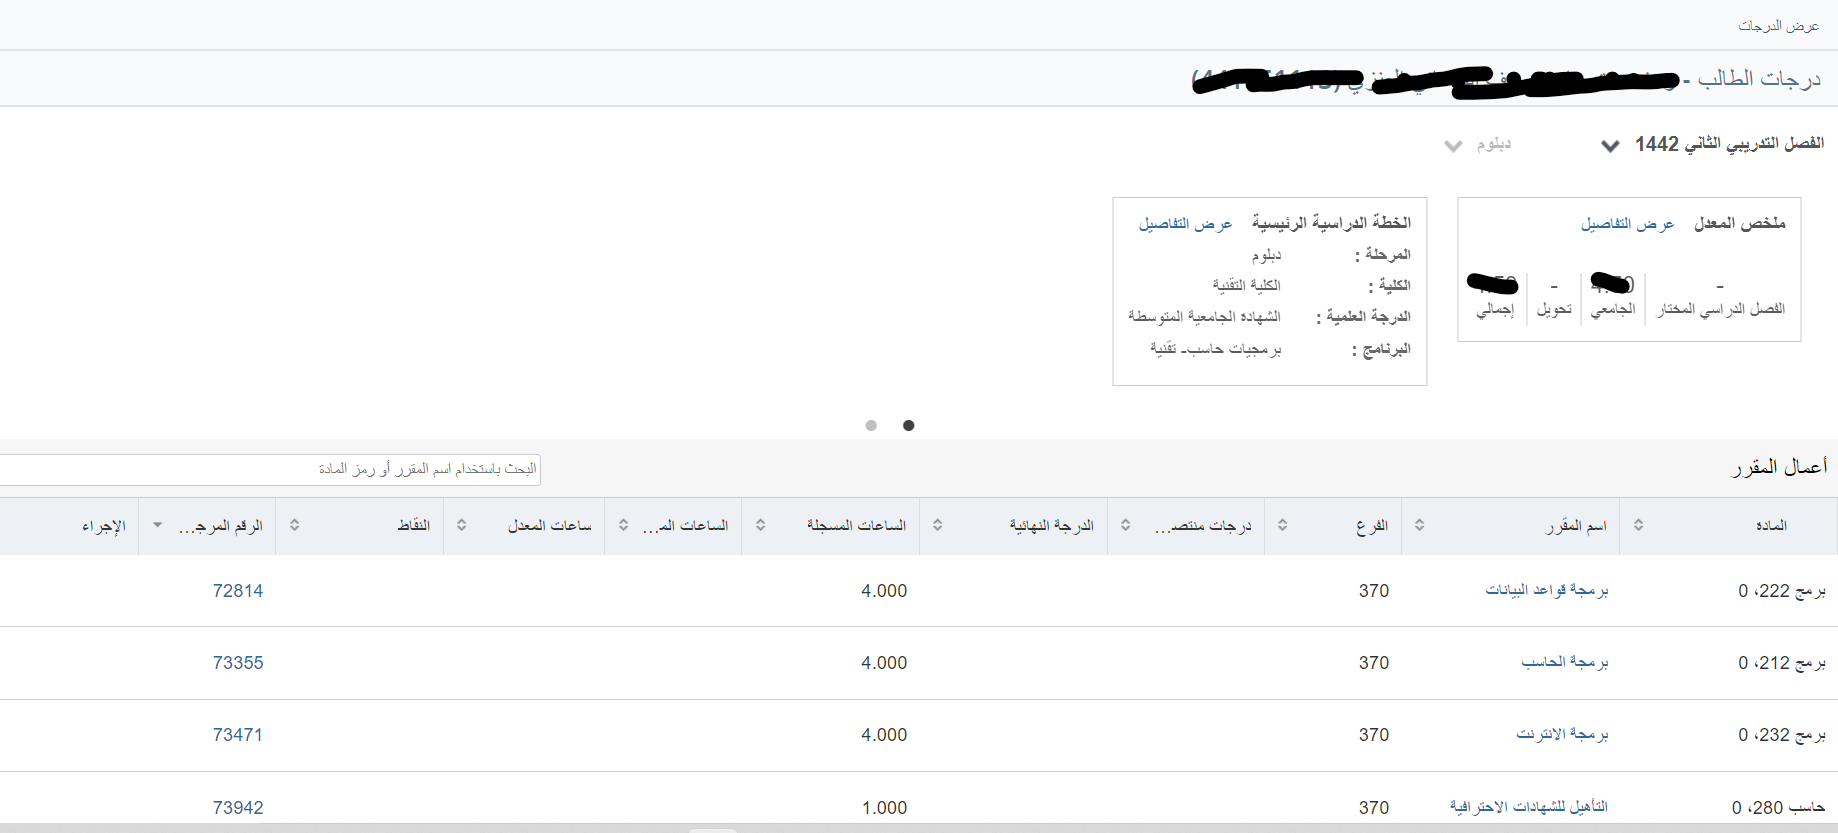 عرض الدرجات
درجات الطالب -
الفصل التدريبي الثاني 1442
دبلوم
ملخص المعدل عرض التفاصيل
- - 
الفصل الدراسي المختار الجامعي تحويل إجمالي
الخطة الدراسية الرئيسية عرض التفاصيل
المرحلة : دبلوم
الكلية : الكلية التقنية
الدرجة العلمية : الشهادة الجامعية المتوسطة
البرنامج : برمجيات حاسب- تقنية
أعمال المقرر
البحث باستخدام اسم المقرر أو رمز المادة
المادة اسم المقرر الفرع درجات منتصـ... الدرجة النهائية الساعات المسجلة الساعات المـ... ساعات المعدل النقاط الرقم المرجـ... الإجراء
برمج 222، 0 برمجة قواعد البيانات 370 4.000 72814
برمج 212، 0 برمجة الحاسب 370 4.000 73355
برمج 232، 0 برمجة الانترنت 370 4.000 73471
حاسب 280، 0 التأهيل للشهادات الاحترافية 370 1.000 73942